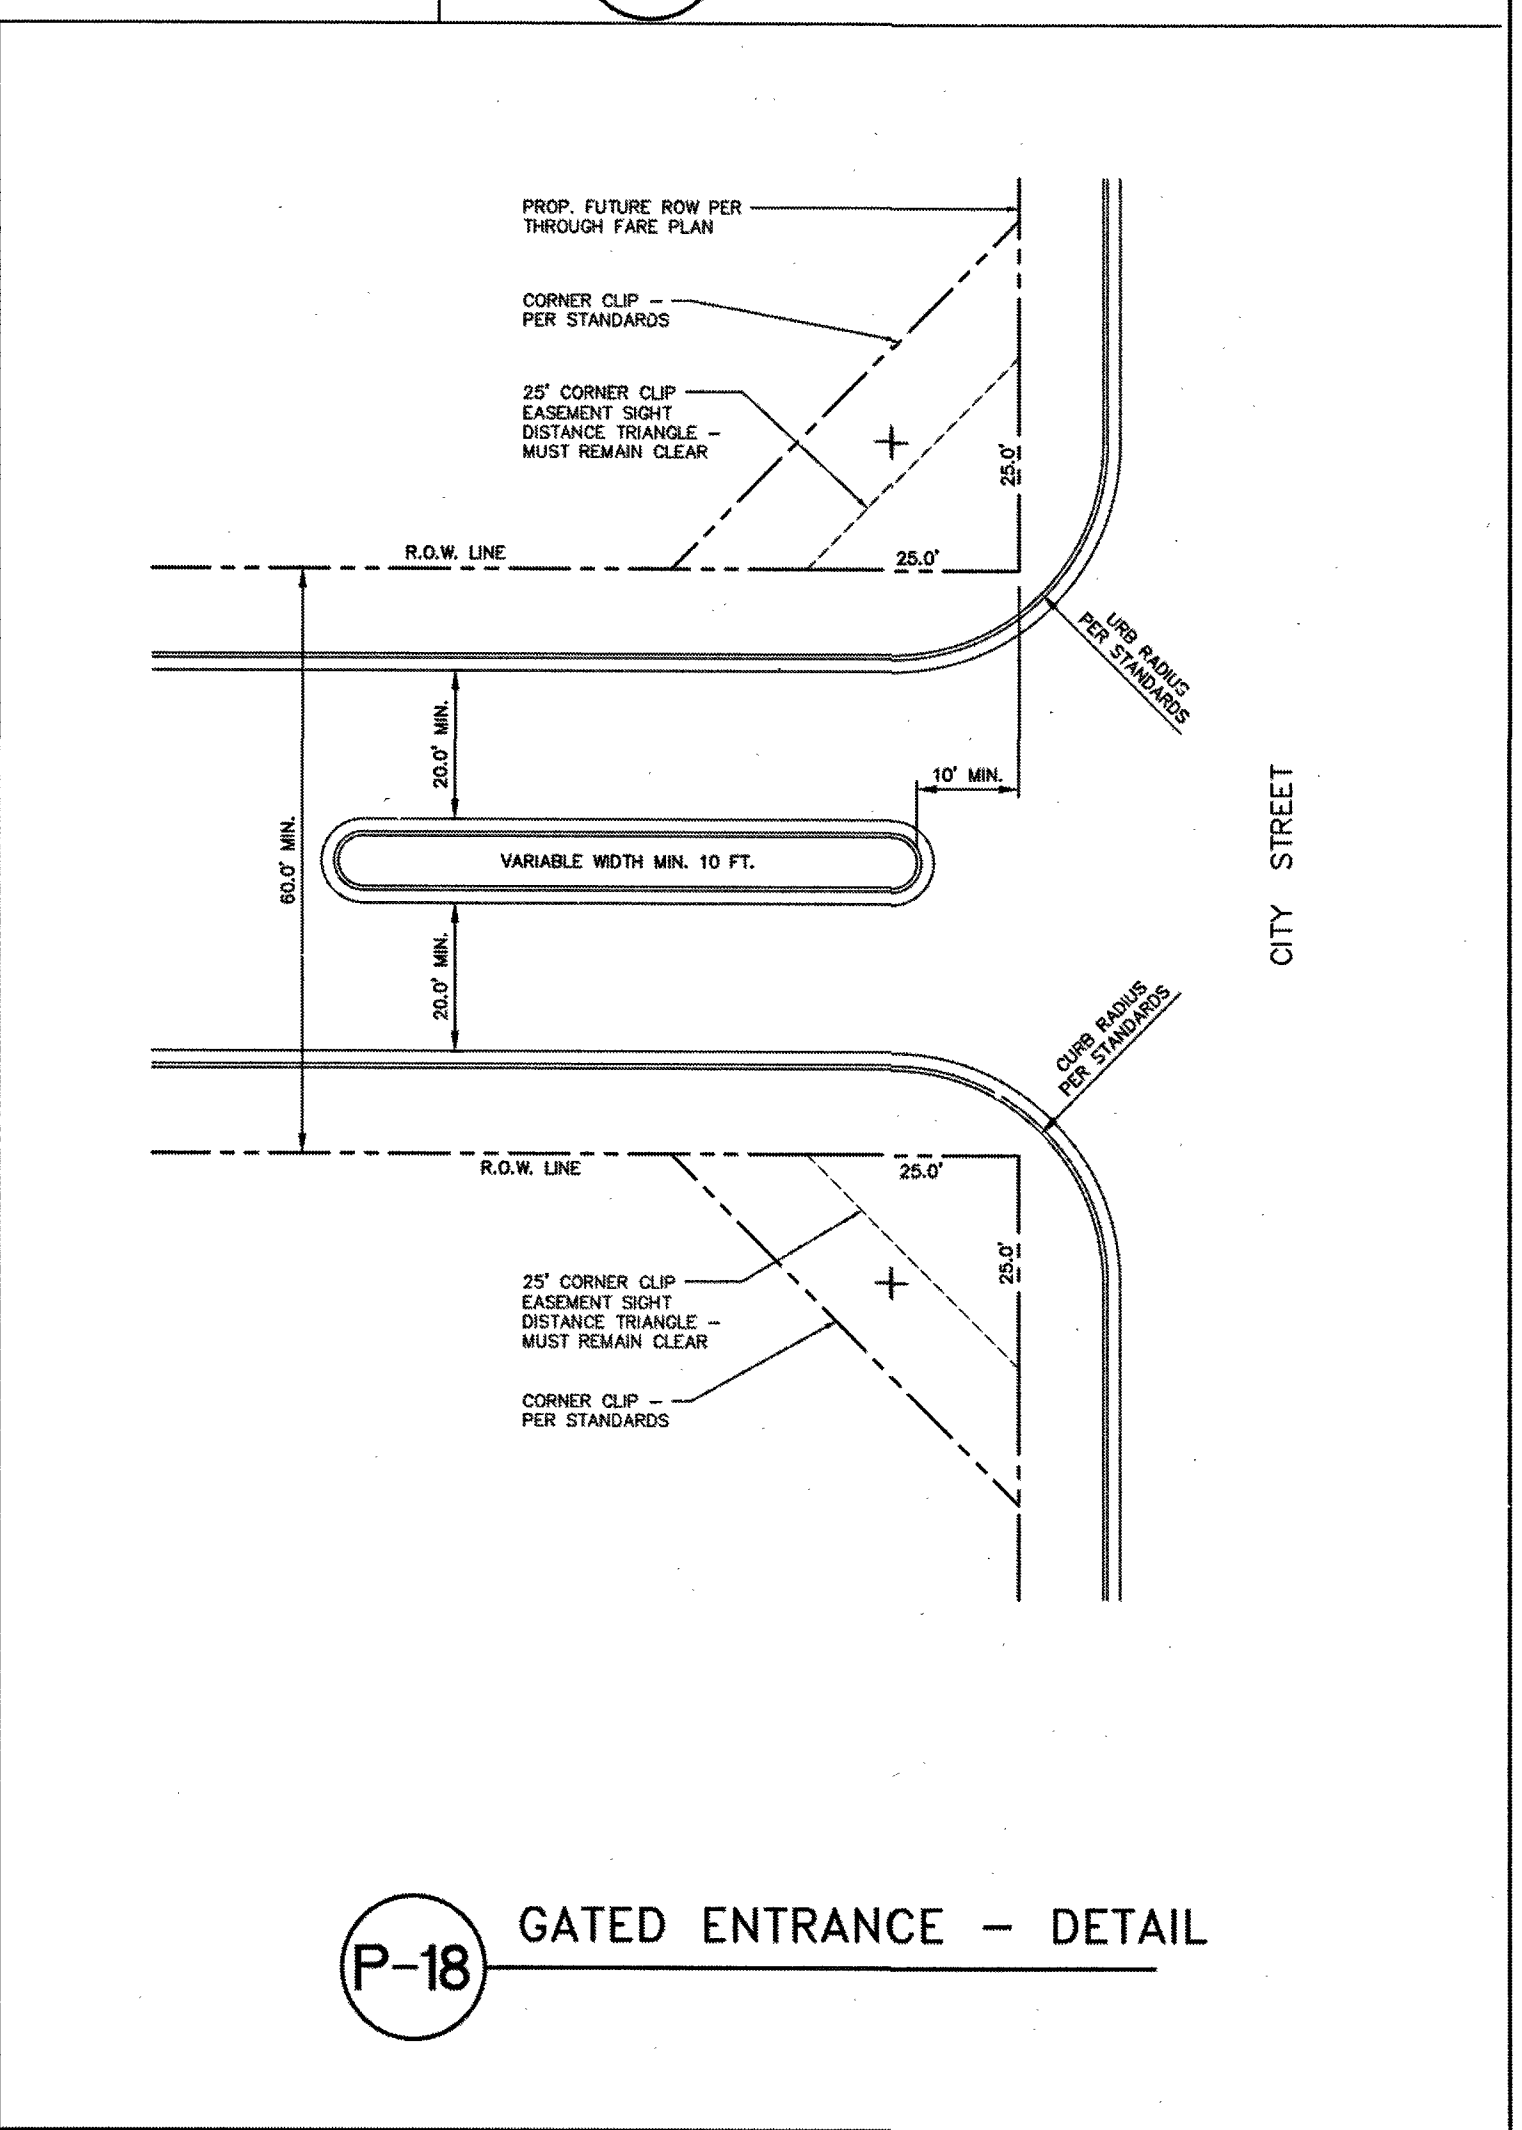 PROP. FUTURE ROW PER
THROUGH FARE PLAN
CORNER CLIP –
PER STANDARDS
25' CORNER CLIP
EASEMENT SIGHT
DISTANCE TRIANGLE –
MUST REMAIN CLEAR
25.0'
R.O.W. LINE
25.0'
URB RADIUS
PER STANDARDS
20.0' MIN.
10' MIN.
60.0' MIN.
VARIABLE WIDTH MIN. 10 FT.
CITY STREET
20.0' MIN.
CURB RADIUS
PER STANDARDS
R.O.W. LINE
25.0'
25.0'
25' CORNER CLIP
EASEMENT SIGHT
DISTANCE TRIANGLE –
MUST REMAIN CLEAR
CORNER CLIP –
PER STANDARDS
P-18
GATED ENTRANCE – DETAIL